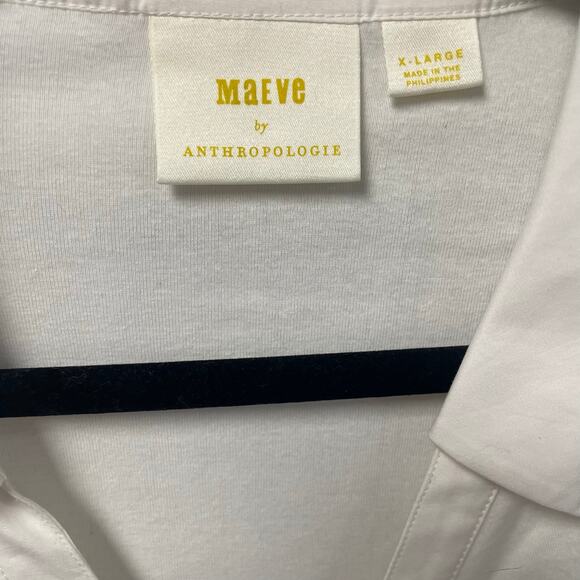 MaEve
by
ANTHROPOLOGIE
X-LARGE
MADE IN THE
PHILIPPINES